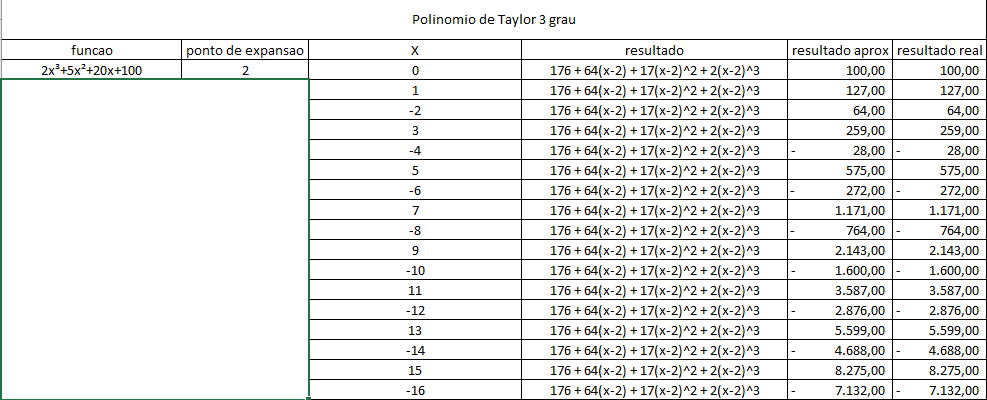 Polinomio de Taylor 3 grau
funcao ponto de expansao X resultado resultado aprox resultado real
2x³+5x²+20x+100 2 0 176 + 64(x-2) + 17(x-2)^2 + 2(x-2)^3 100,00 100,00
1 176 + 64(x-2) + 17(x-2)^2 + 2(x-2)^3 127,00 127,00
-2 176 + 64(x-2) + 17(x-2)^2 + 2(x-2)^3 64,00 64,00
3 176 + 64(x-2) + 17(x-2)^2 + 2(x-2)^3 259,00 259,00
-4 176 + 64(x-2) + 17(x-2)^2 + 2(x-2)^3 - 28,00 - 28,00
5 176 + 64(x-2) + 17(x-2)^2 + 2(x-2)^3 575,00 575,00
-6 176 + 64(x-2) + 17(x-2)^2 + 2(x-2)^3 - 272,00 - 272,00
7 176 + 64(x-2) + 17(x-2)^2 + 2(x-2)^3 1.171,00 1.171,00
-8 176 + 64(x-2) + 17(x-2)^2 + 2(x-2)^3 - 764,00 - 764,00
9 176 + 64(x-2) + 17(x-2)^2 + 2(x-2)^3 2.143,00 2.143,00
-10 176 + 64(x-2) + 17(x-2)^2 + 2(x-2)^3 - 1.600,00 - 1.600,00
11 176 + 64(x-2) + 17(x-2)^2 + 2(x-2)^3 3.587,00 3.587,00
-12 176 + 64(x-2) + 17(x-2)^2 + 2(x-2)^3 - 2.876,00 - 2.876,00
13 176 + 64(x-2) + 17(x-2)^2 + 2(x-2)^3 5.599,00 5.599,00
-14 176 + 64(x-2) + 17(x-2)^2 + 2(x-2)^3 - 4.688,00 - 4.688,00
15 176 + 64(x-2) + 17(x-2)^2 + 2(x-2)^3 8.275,00 8.275,00
-16 176 + 64(x-2) + 17(x-2)^2 + 2(x-2)^3 - 7.132,00 - 7.132,00